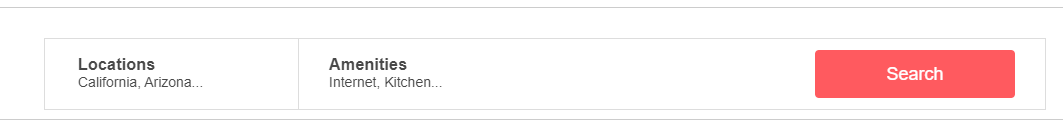 Locations
California, Arizona...
Amenities
Internet, Kitchen...
Search